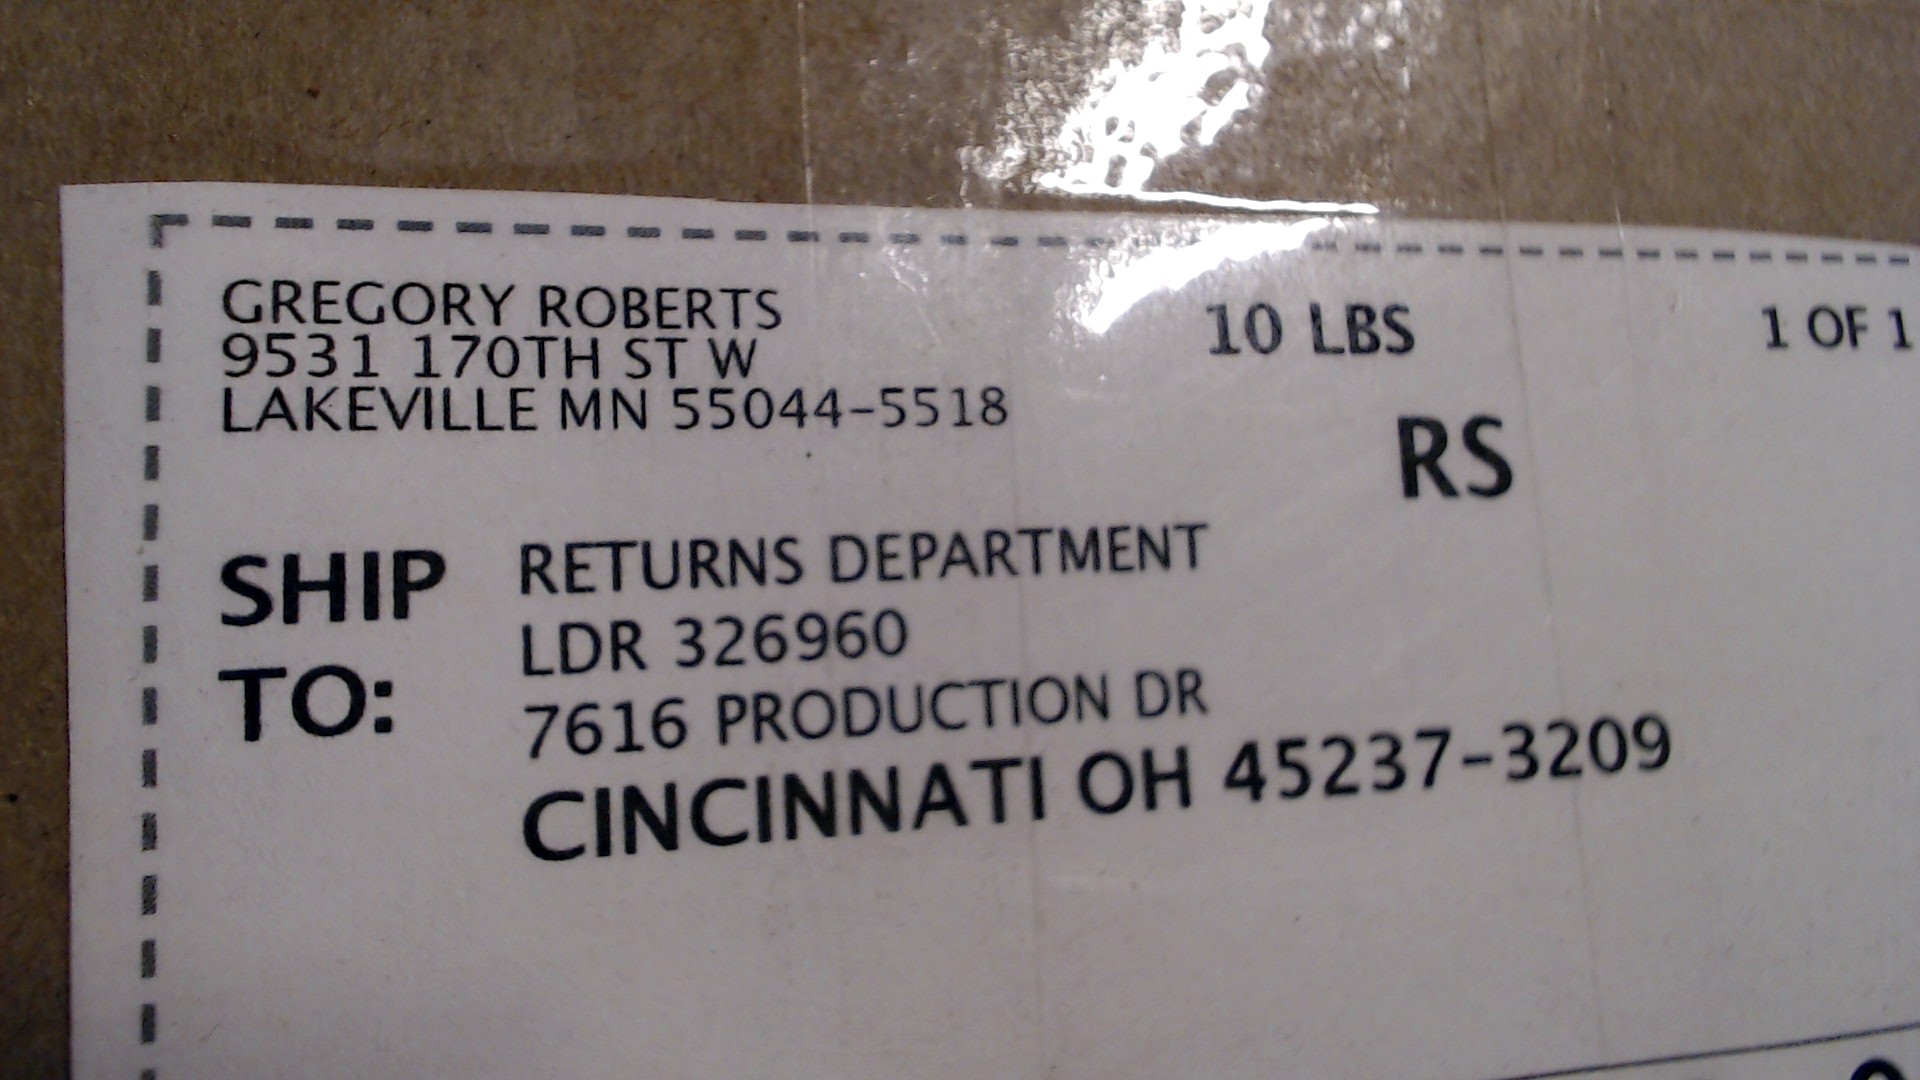 GREGORY ROBERTS
9531 170TH ST W
LAKEVILLE MN 55044-5518
10 LBS
1 OF 1
RS
SHIP TO:
RETURNS DEPARTMENT
LDR 326960
7616 PRODUCTION DR
CINCINNATI OH 45237-3209